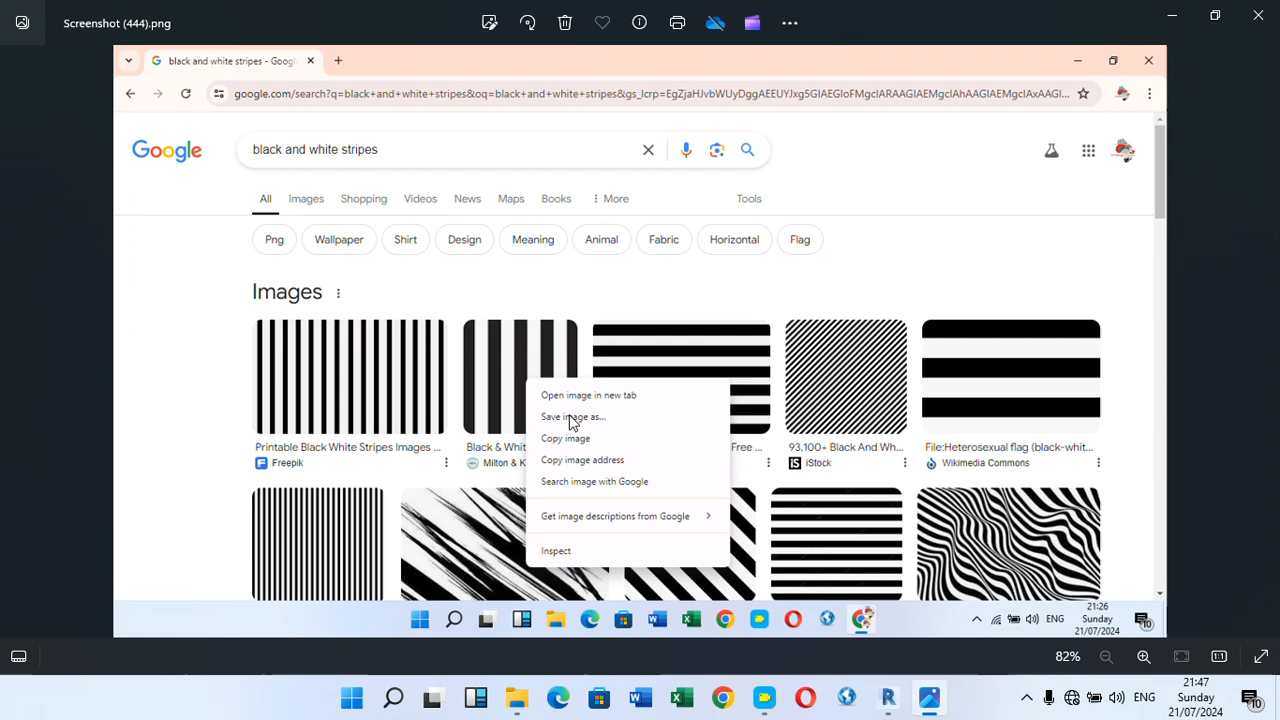 Screenshot (444).png
black and white stripes - Goog
google.com/search?q=black+and+white+stripes&oq=black+and+white+stripes&gs_lcrp=EgZjaHJvbWUyDggAEEUYJxg5GIAEGIoFMgcIARAAGIAEMgcIAhAAGIAEMgcIAxAAGI...
Google
black and white stripes
All Images Shopping Videos News Maps Books More Tools
Png Wallpaper Shirt Design Meaning Animal Fabric Horizontal Flag
Images
Open image in new tab
Save image as...
Copy image
Copy image address
Search image with Google
Get image descriptions from Google
Inspect
Printable Black White Stripes Images ... Black & Whit Free ... 93,100+ Black And Wh... File:Heterosexual flag (black-whit...
Freepik Milton & K iStock Wikimedia Commons
ENG
21:26
Sunday
21/07/2024
10
82%
ENG
21:47
Sunday
21/07/2024
10